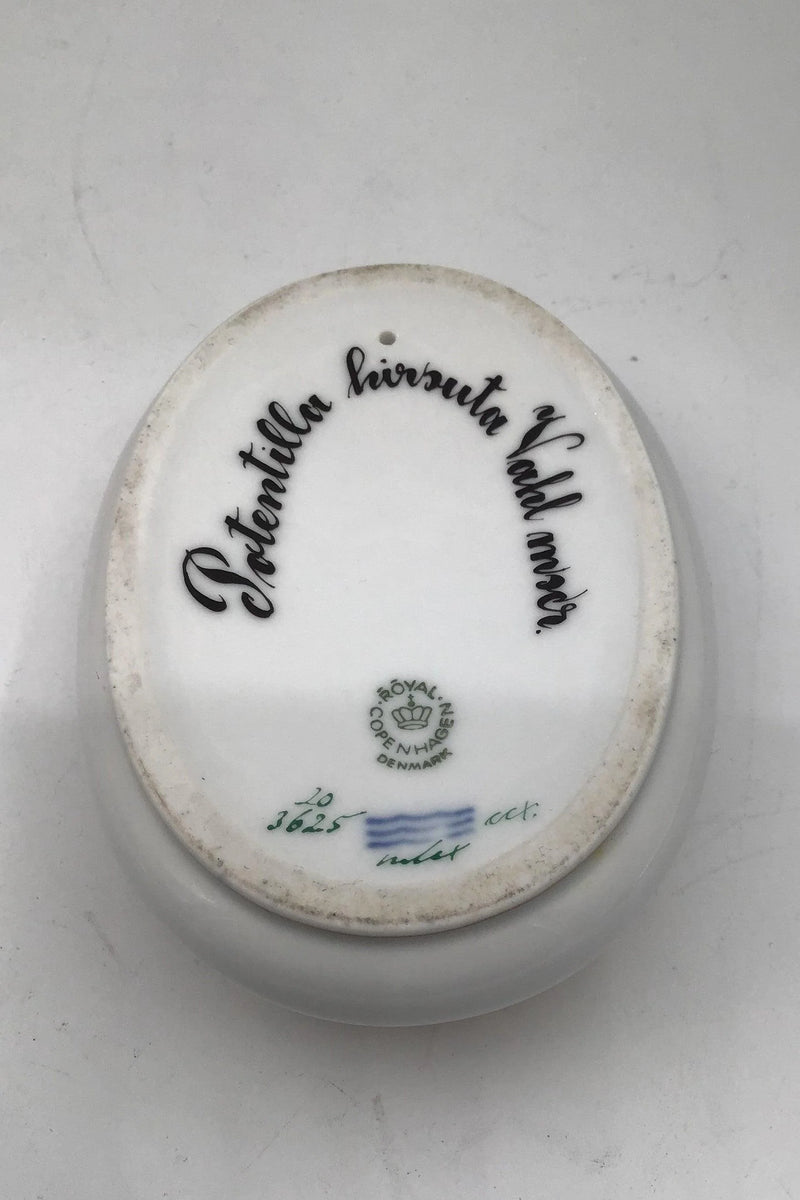 Potentilla hirsuta Vahl mscr.
ROYAL
COPENHAGEN
DENMARK
20
3625